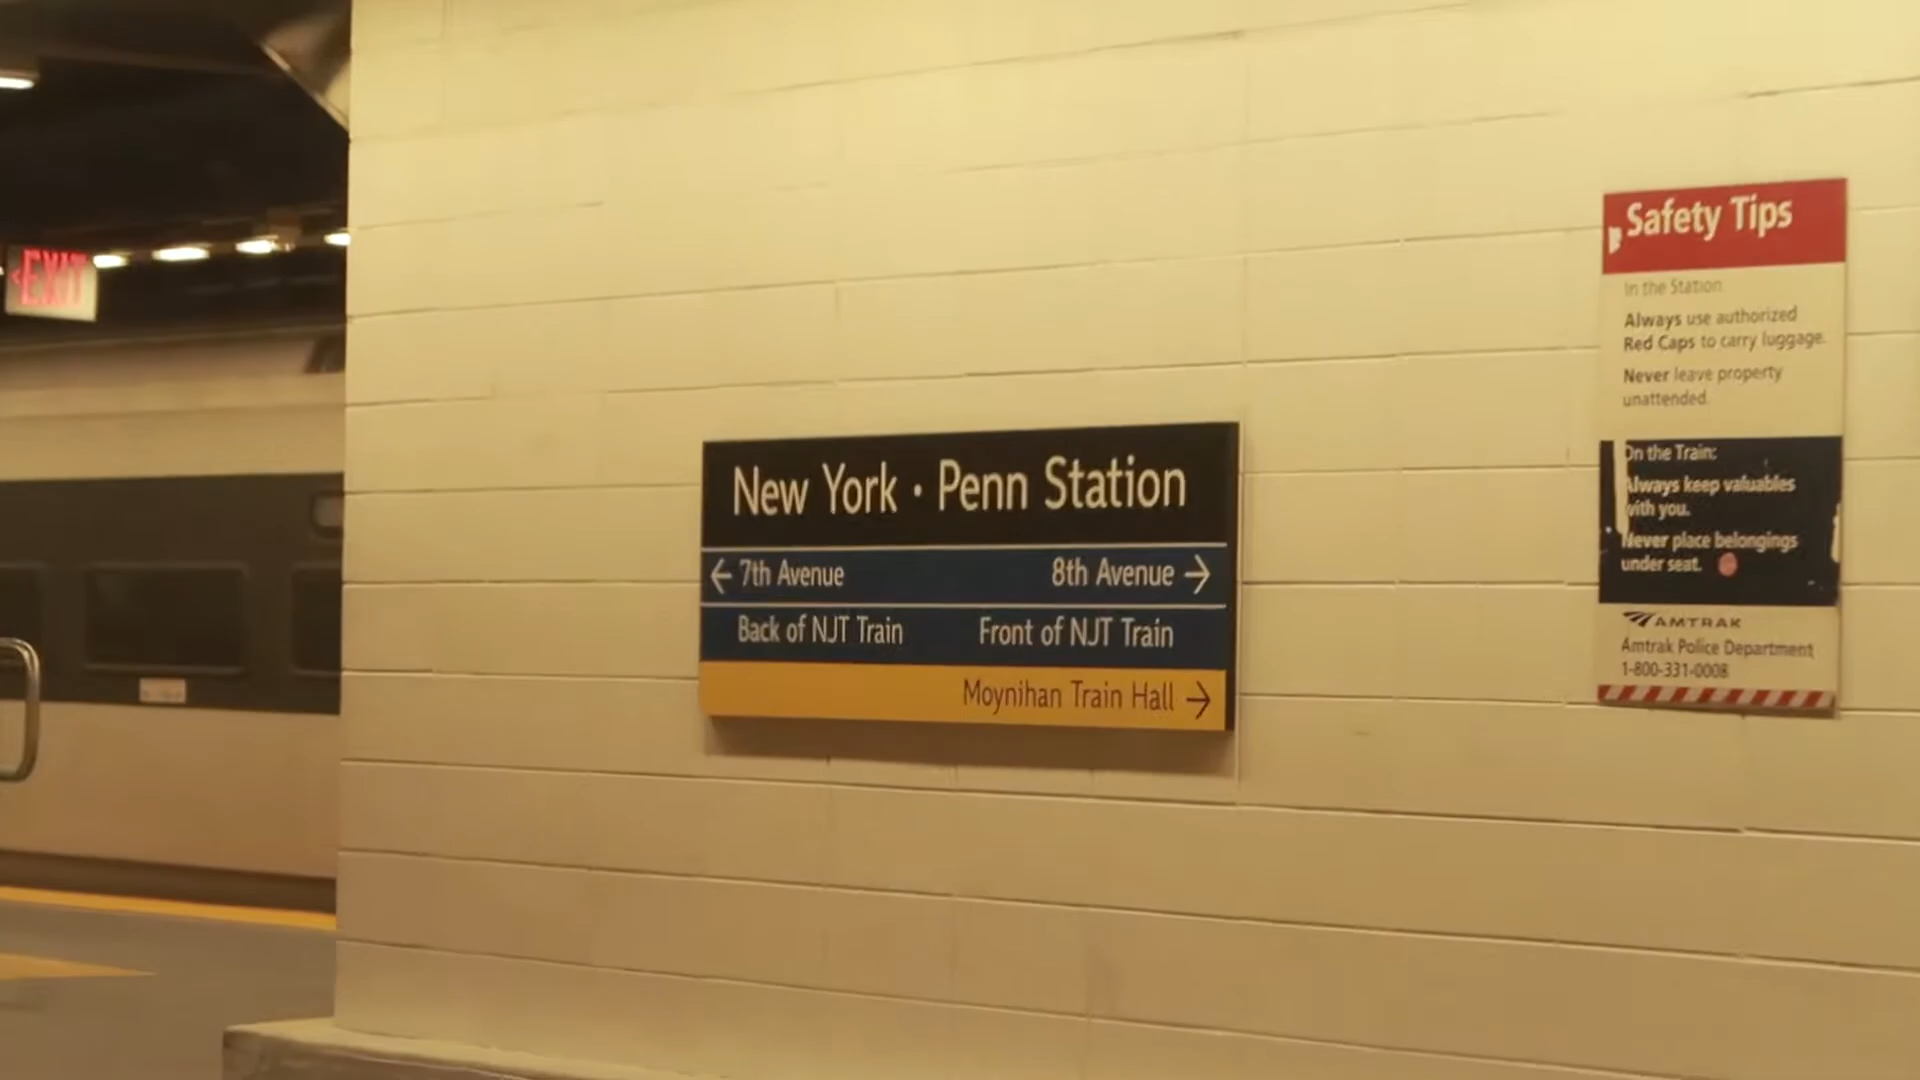 EXIT
New York • Penn Station
← 7th Avenue 8th Avenue →
Back of NJT Train Front of NJT Train
Moynihan Train Hall →
Safety Tips
In the Station
Always use authorized
Red Caps to carry luggage.
Never leave property
unattended.
On the Train:
Always keep valuables
with you.
Never place belongings
under seat.
AMTRAK
Amtrak Police Department
1-800-331-0008